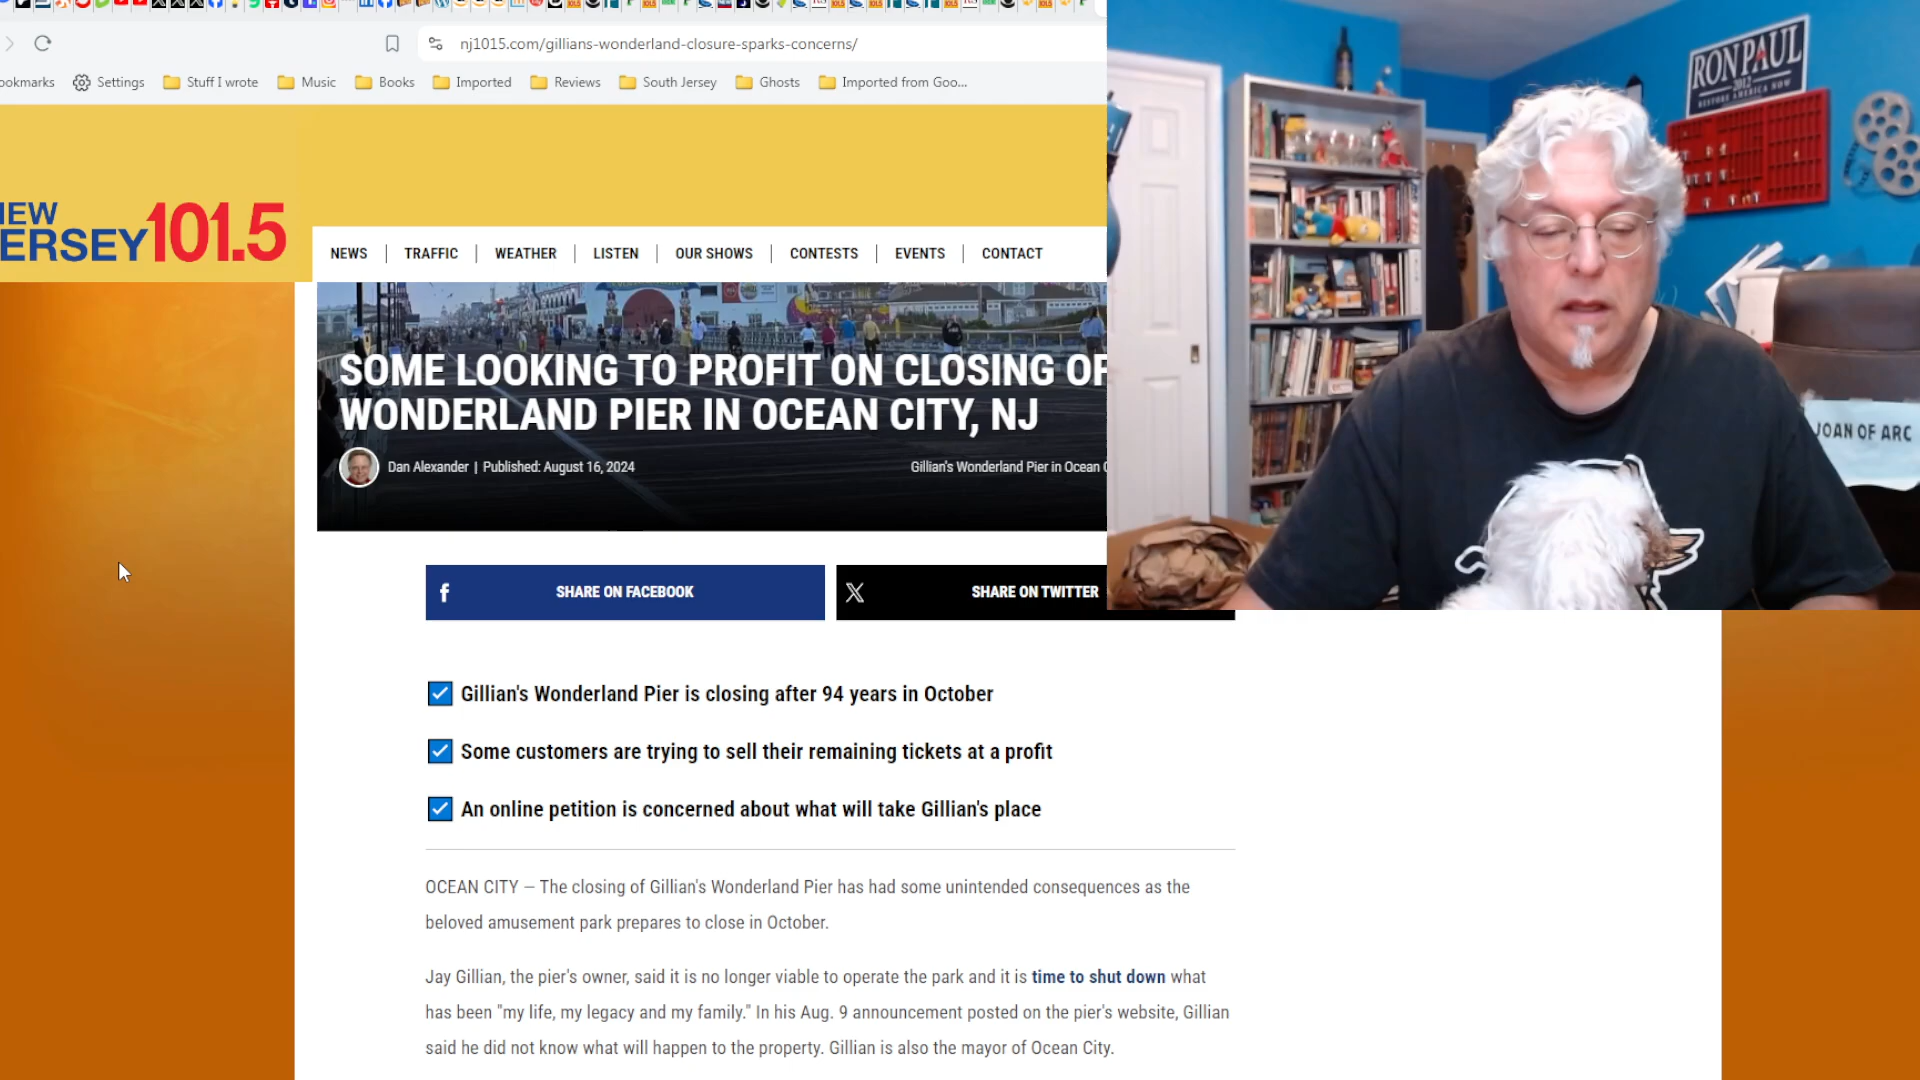 nj1015.com/gillians-wonderland-closure-sparks-concerns/
ookmarks Settings Stuff I wrote Music Books Imported Reviews South Jersey Ghosts Imported from Goo...
RON PAUL
2012
RESTORE AMERICA NOW
NEW
ERSEY 101.5
NEWS TRAFFIC WEATHER LISTEN OUR SHOWS CONTESTS EVENTS CONTACT
SOME LOOKING TO PROFIT ON CLOSING OF
WONDERLAND PIER IN OCEAN CITY, NJ
Dan Alexander | Published: August 16, 2024 Gillian's Wonderland Pier in Ocean C
JOAN OF ARC
f SHARE ON FACEBOOK
X SHARE ON TWITTER
Gillian's Wonderland Pier is closing after 94 years in October
Some customers are trying to sell their remaining tickets at a profit
An online petition is concerned about what will take Gillian's place
OCEAN CITY — The closing of Gillian's Wonderland Pier has had some unintended consequences as the
beloved amusement park prepares to close in October.
Jay Gillian, the pier's owner, said it is no longer viable to operate the park and it is time to shut down what
has been "my life, my legacy and my family." In his Aug. 9 announcement posted on the pier's website, Gillian
said he did not know what will happen to the property. Gillian is also the mayor of Ocean City.